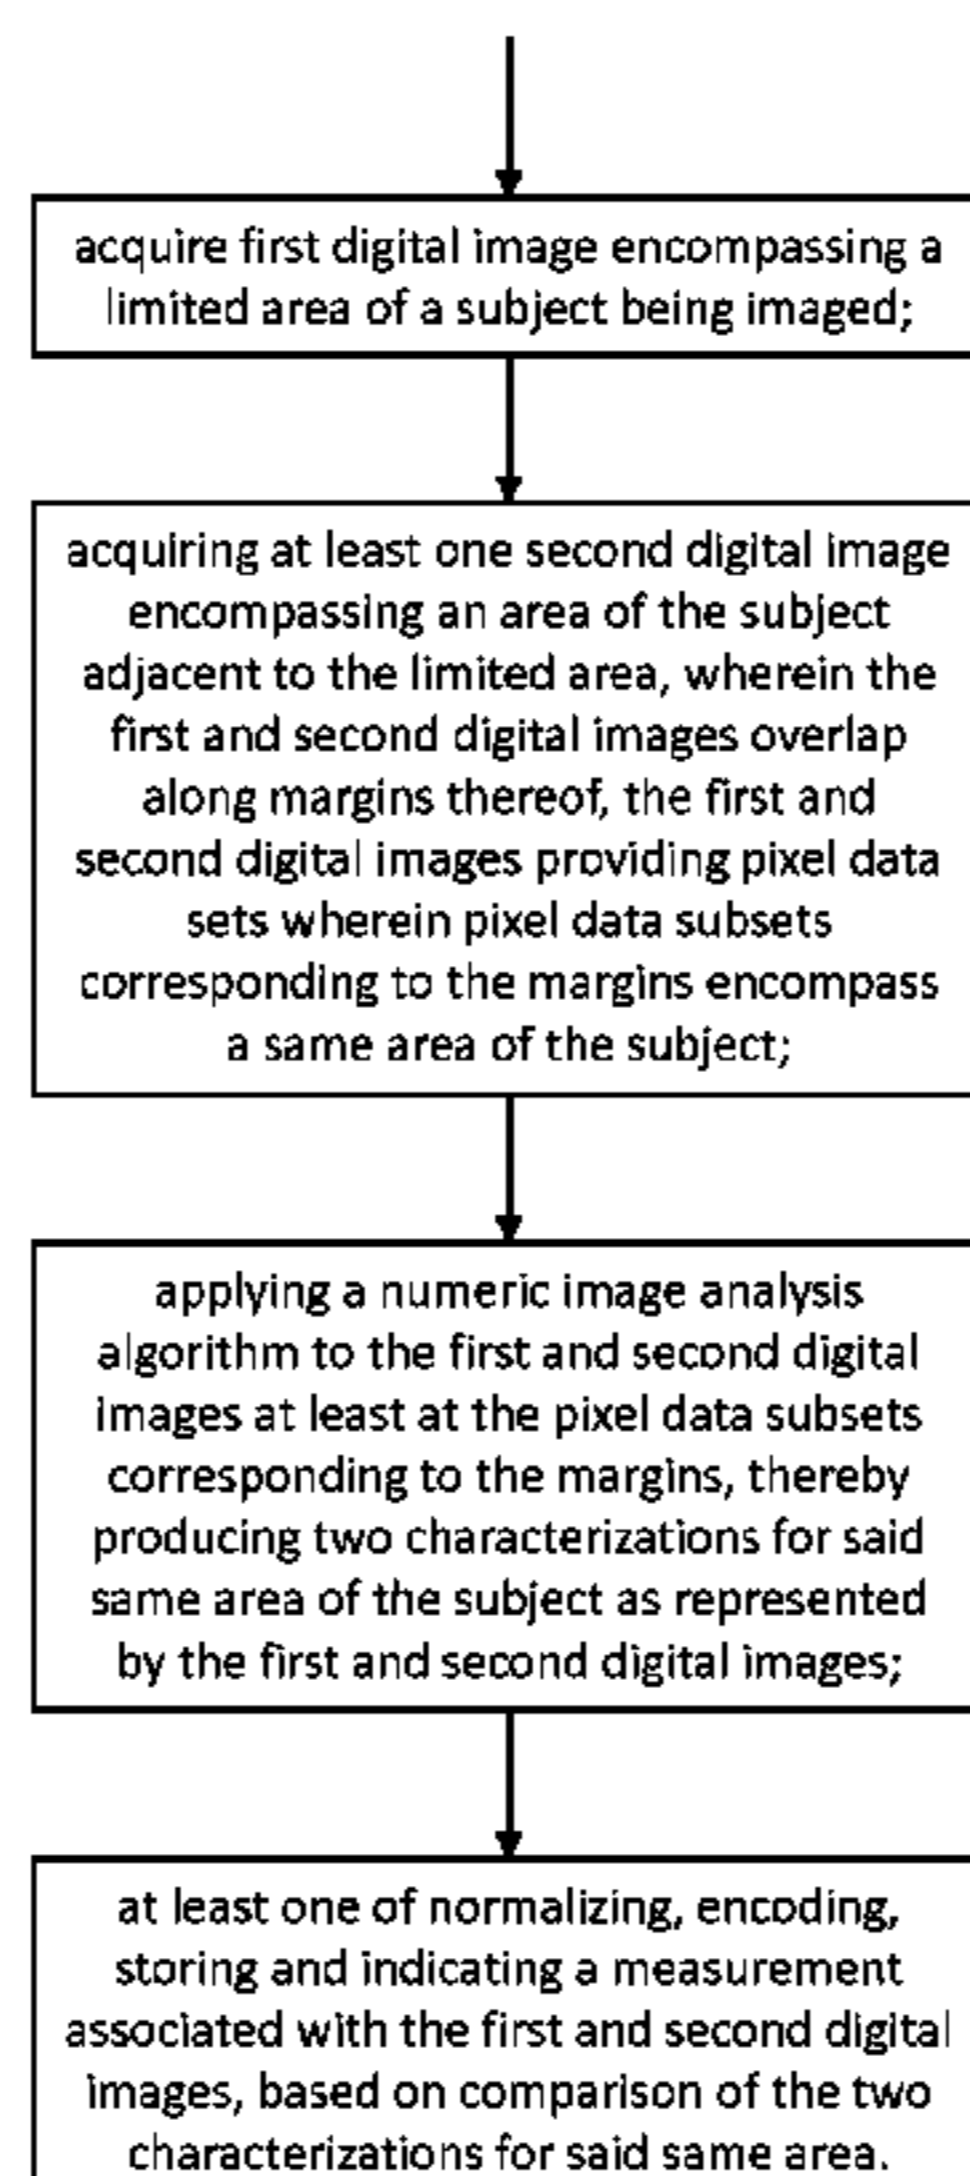 acquire first digital image encompassing a
limited area of a subject being imaged;
acquiring at least one second digital image
encompassing an area of the subject
adjacent to the limited area, wherein the
first and second digital images overlap
along margins thereof, the first and
second digital images providing pixel data
sets wherein pixel data subsets
corresponding to the margins encompass
a same area of the subject;
applying a numeric image analysis
algorithm to the first and second digital
images at least at the pixel data subsets
corresponding to the margins, thereby
producing two characterizations for said
same area of the subject as represented
by the first and second digital images;
at least one of normalizing, encoding,
storing and indicating a measurement
associated with the first and second digital
images, based on comparison of the two
characterizations for said same area.